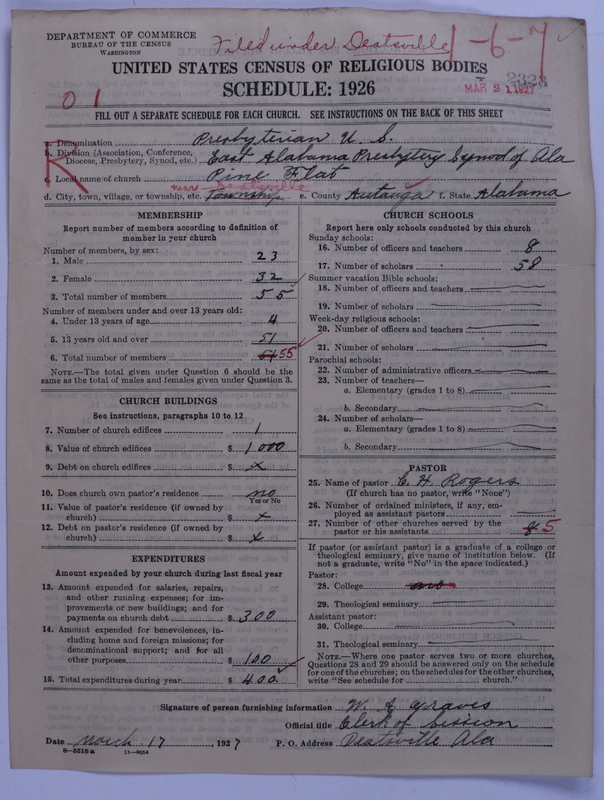 DEPARTMENT OF COMMERCE
BUREAU OF THE CENSUS
WASHINGTON
Filed under Deatsville 1-6-7
UNITED STATES CENSUS OF RELIGIOUS BODIES
2323
SCHEDULE: 1926
MAR 21 1927
0 1
FILL OUT A SEPARATE SCHEDULE FOR EACH CHURCH. SEE INSTRUCTIONS ON THE BACK OF THIS SHEET
R
a. Denomination Presbyterian U. S.
b. Division (Association, Conference, Diocese, Presbytery, Synod, etc.) East Alabama Presbytery Synod of Ala
c. Local name of church Pine Flat
near Deatsville
d. City, town, village, or township, etc. Township e. County Autauga f. State Alabama
MEMBERSHIP
Report number of members according to definition of
member in your church
Number of members, by sex:
1. Male 23
2. Female 32
3. Total number of members 55
Number of members under and over 13 years old:
4. Under 13 years of age 4
5. 13 years old and over 51
6. Total number of members 55
NOTE.—The total given under Question 6 should be the
same as the total of males and females given under Question 3.
CHURCH BUILDINGS
See instructions, paragraphs 10 to 12
7. Number of church edifices 1
8. Value of church edifices $ 1000
9. Debt on church edifices $ x
10. Does church own pastor's residence no
Yes or No
11. Value of pastor's residence (if owned by
church) $ x
12. Debt on pastor's residence (if owned by
church) $ x
EXPENDITURES
Amount expended by your church during last fiscal year
13. Amount expended for salaries, repairs,
and other running expenses; for im-
provements or new buildings; and for
payments on church debt $ 300
14. Amount expended for benevolences, in-
cluding home and foreign missions; for
denominational support; and for all
other purposes $ 100
15. Total expenditures during year $ 400
CHURCH SCHOOLS
Report here only schools conducted by this church
Sunday schools:
16. Number of officers and teachers 8
17. Number of scholars 58
Summer vacation Bible schools:
18. Number of officers and teachers
19. Number of scholars
Week-day religious schools:
20. Number of officers and teachers
21. Number of scholars
Parochial schools:
22. Number of administrative officers
23. Number of teachers—
a. Elementary (grades 1 to 8)
b. Secondary
24. Number of scholars—
a. Elementary (grades 1 to 8)
b. Secondary
PASTOR
25. Name of pastor C. H. Rogers
(If church has no pastor, write "None")
26. Number of ordained ministers, if any, em-
ployed as assistant pastors
27. Number of other churches served by the
pastor or his assistants 5
If pastor (or assistant pastor) is a graduate of a college or
theological seminary, give name of institution below. (If
not a graduate, write "No" in the space indicated.)
Pastor:
28. College no
29. Theological seminary
Assistant pastor:
30. College
31. Theological seminary
NOTE.—Where one pastor serves two or more churches,
Questions 28 and 29 should be answered only on the schedule
for one of the churches; on the schedules for the other churches,
write "See schedule for church."
Signature of person furnishing information W. Graves
Official title Clerk of Session
Date March 17, 1927 P. O. Address Deatsville Ala
8-5518a 11-9054